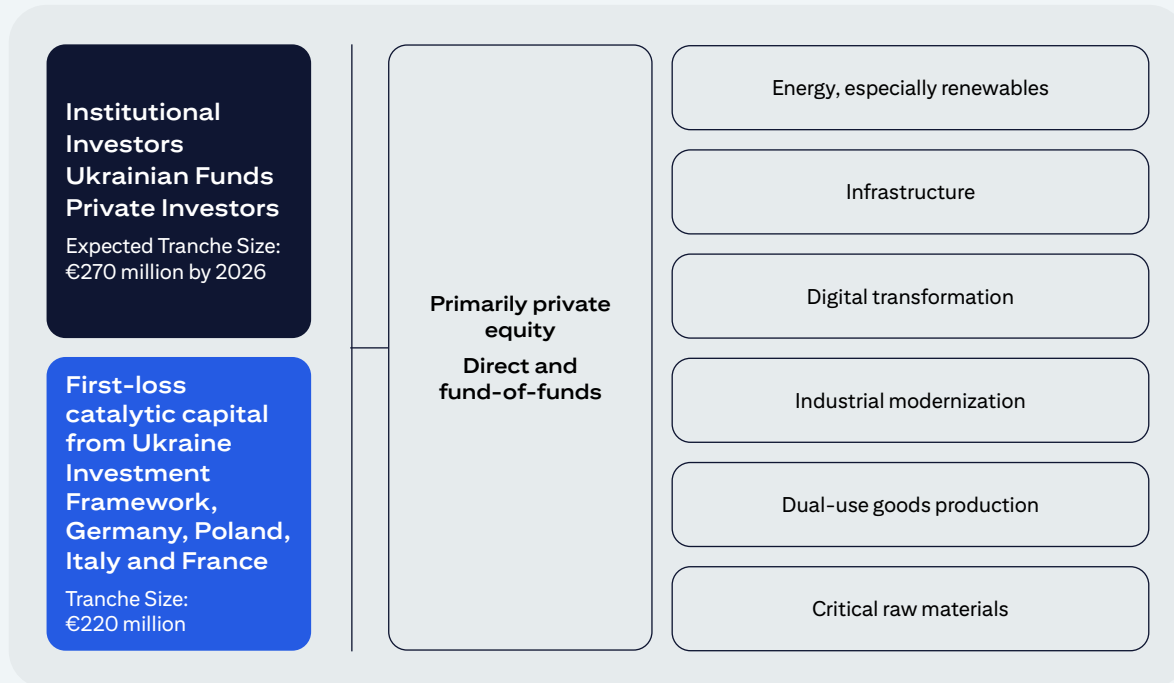 Institutional
Investors
Ukrainian Funds
Private Investors
Expected Tranche Size:
€270 million by 2026
First-loss
catalytic capital
from Ukraine
Investment
Framework,
Germany, Poland,
Italy and France
Tranche Size:
€220 million
Primarily private
equity
Direct and
fund-of-funds
Energy, especially renewables
Infrastructure
Digital transformation
Industrial modernization
Dual-use goods production
Critical raw materials